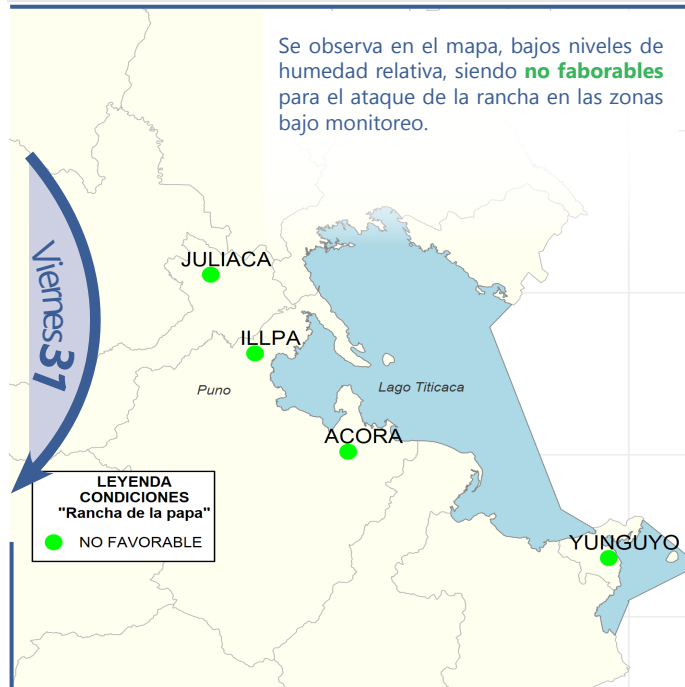 Se observa en el mapa, bajos niveles de
humedad relativa, siendo no faborables
para el ataque de la rancha en las zonas
bajo monitoreo.
Viernes 31
JULIACA
ILLPA
Puno
Lago Titicaca
ACORA
LEYENDA
CONDICIONES
"Rancha de la papa"
NO FAVORABLE
YUNGUYO